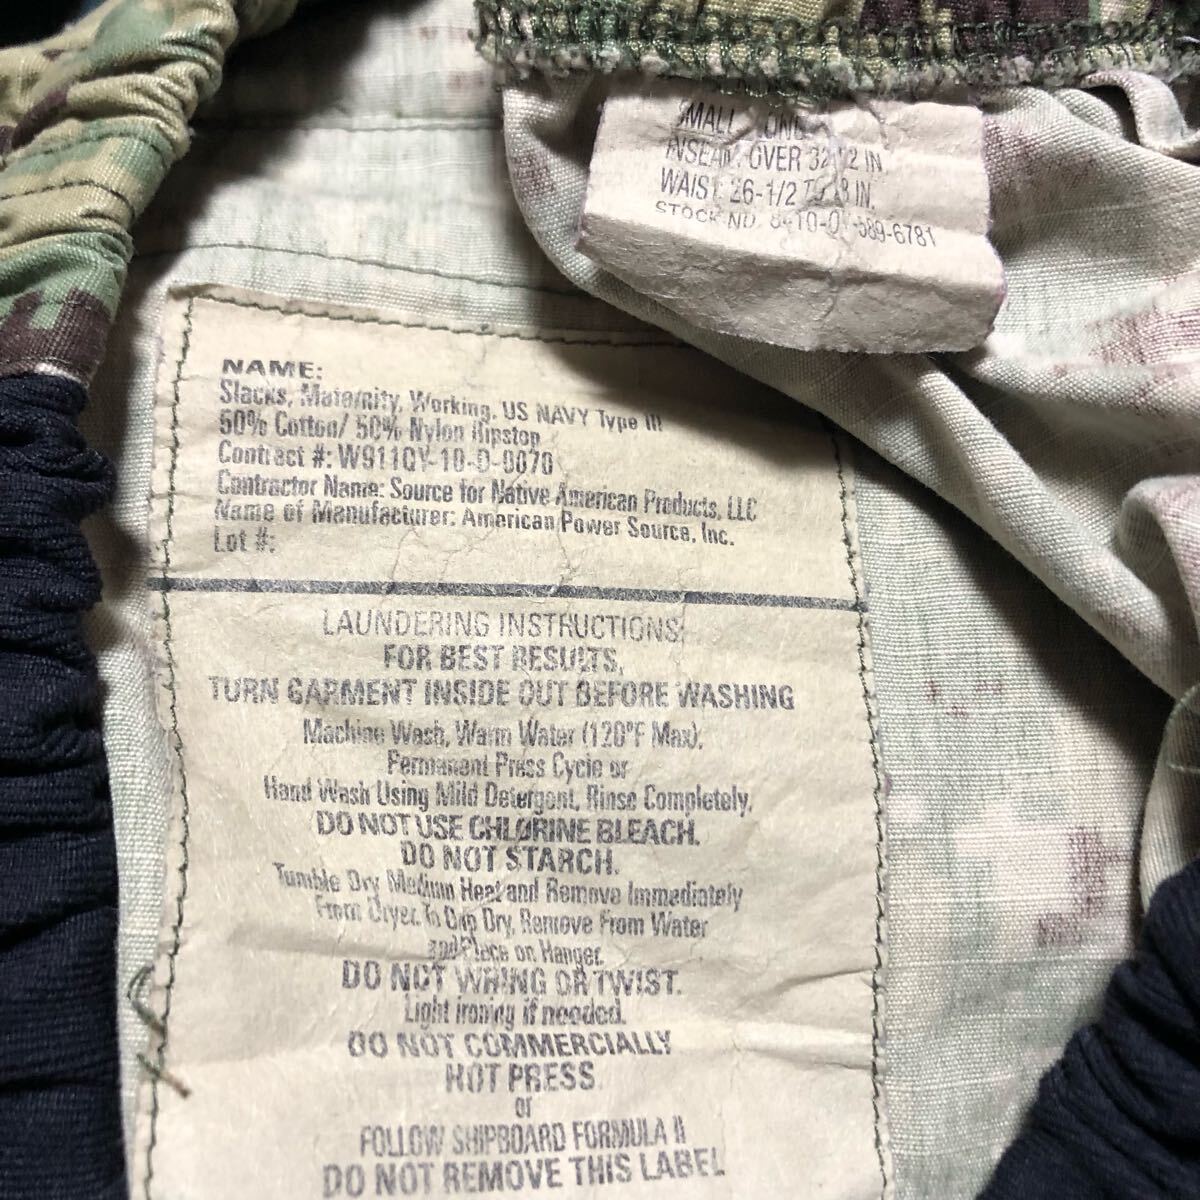 SMALL LONG
INSEAM: OVER 32 1/2 IN.
WAIST: 26-1/2 TO 28 IN.
STOCK NO. 8410-01-589-6781
NAME:
Slacks, Maternity, Working, US NAVY Type III
50% Cotton/ 50% Nylon Ripstop
Contract #: W911QY-10-D-0070
Contractor Name: Source for Native American Products, LLC
Name of Manufacturer: American Power Source, Inc.
Lot #:
LAUNDERING INSTRUCTIONS:
FOR BEST RESULTS,
TURN GARMENT INSIDE OUT BEFORE WASHING
Machine Wash, Warm Water (120°F Max),
Permanent Press Cycle or
Hand Wash Using Mild Detergent, Rinse Completely.
DO NOT USE CHLORINE BLEACH.
DO NOT STARCH.
Tumble Dry Medium Heat and Remove Immediately
From Dryer. To Drip Dry, Remove From Water
and Place on Hanger.
DO NOT WRING OR TWIST.
Light ironing if needed.
DO NOT COMMERCIALLY
HOT PRESS
or
FOLLOW SHIPBOARD FORMULA II
DO NOT REMOVE THIS LABEL